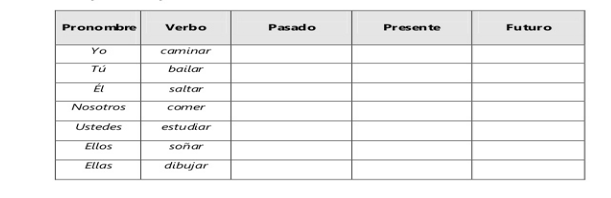 Pronombre Verbo Pasado Presente Futuro
Yo caminar
Tú bailar
Él saltar
Nosotros comer
Ustedes estudiar
Ellos soñar
Ellas dibujar